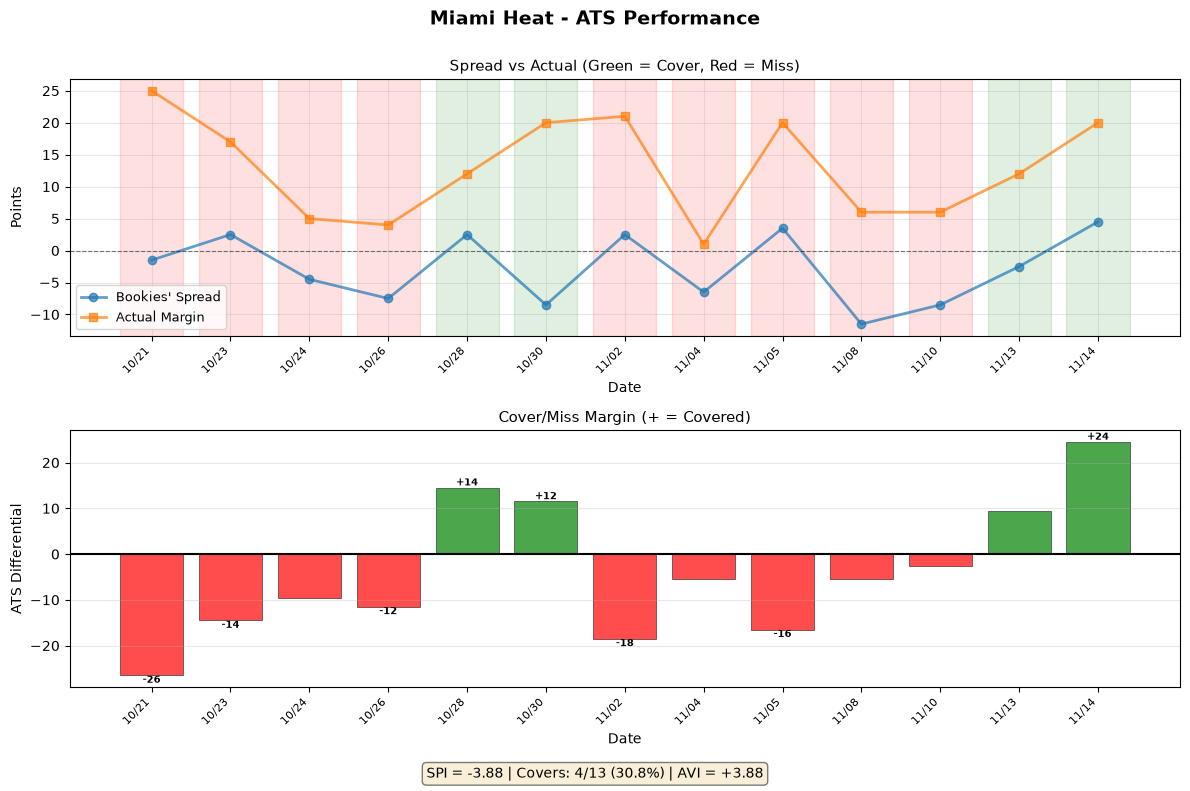 Miami Heat - ATS Performance
Spread vs Actual (Green = Cover, Red = Miss)
Points
25
20
15
10
5
0
−5
−10
Bookies' Spread
Actual Margin
10/21 10/23 10/24 10/26 10/28 10/30 11/02 11/04 11/05 11/08 11/10 11/13 11/14
Date
Cover/Miss Margin (+ = Covered)
ATS Differential
20
10
0
−10
−20
-26 -14 -12 +14 +12 -18 -16 +24
10/21 10/23 10/24 10/26 10/28 10/30 11/02 11/04 11/05 11/08 11/10 11/13 11/14
Date
SPI = -3.88 | Covers: 4/13 (30.8%) | AVI = +3.88